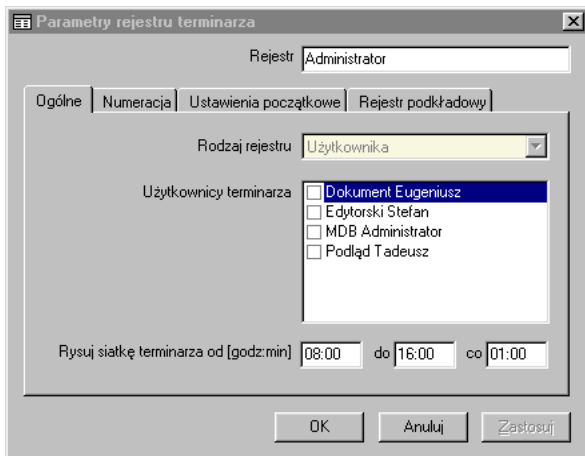 Parametry rejestru terminarza
Rejestr Administrator
Ogólne Numeracja Ustawienia początkowe Rejestr podkładowy
Rodzaj rejestru Użytkownika
Użytkownicy terminarza Dokument Eugeniusz
Edytorski Stefan
MDB Administrator
Podląd Tadeusz
Rysuj siatkę terminarza od [godz:min] 08:00 do 16:00 co 01:00
OK Anuluj Zastosuj